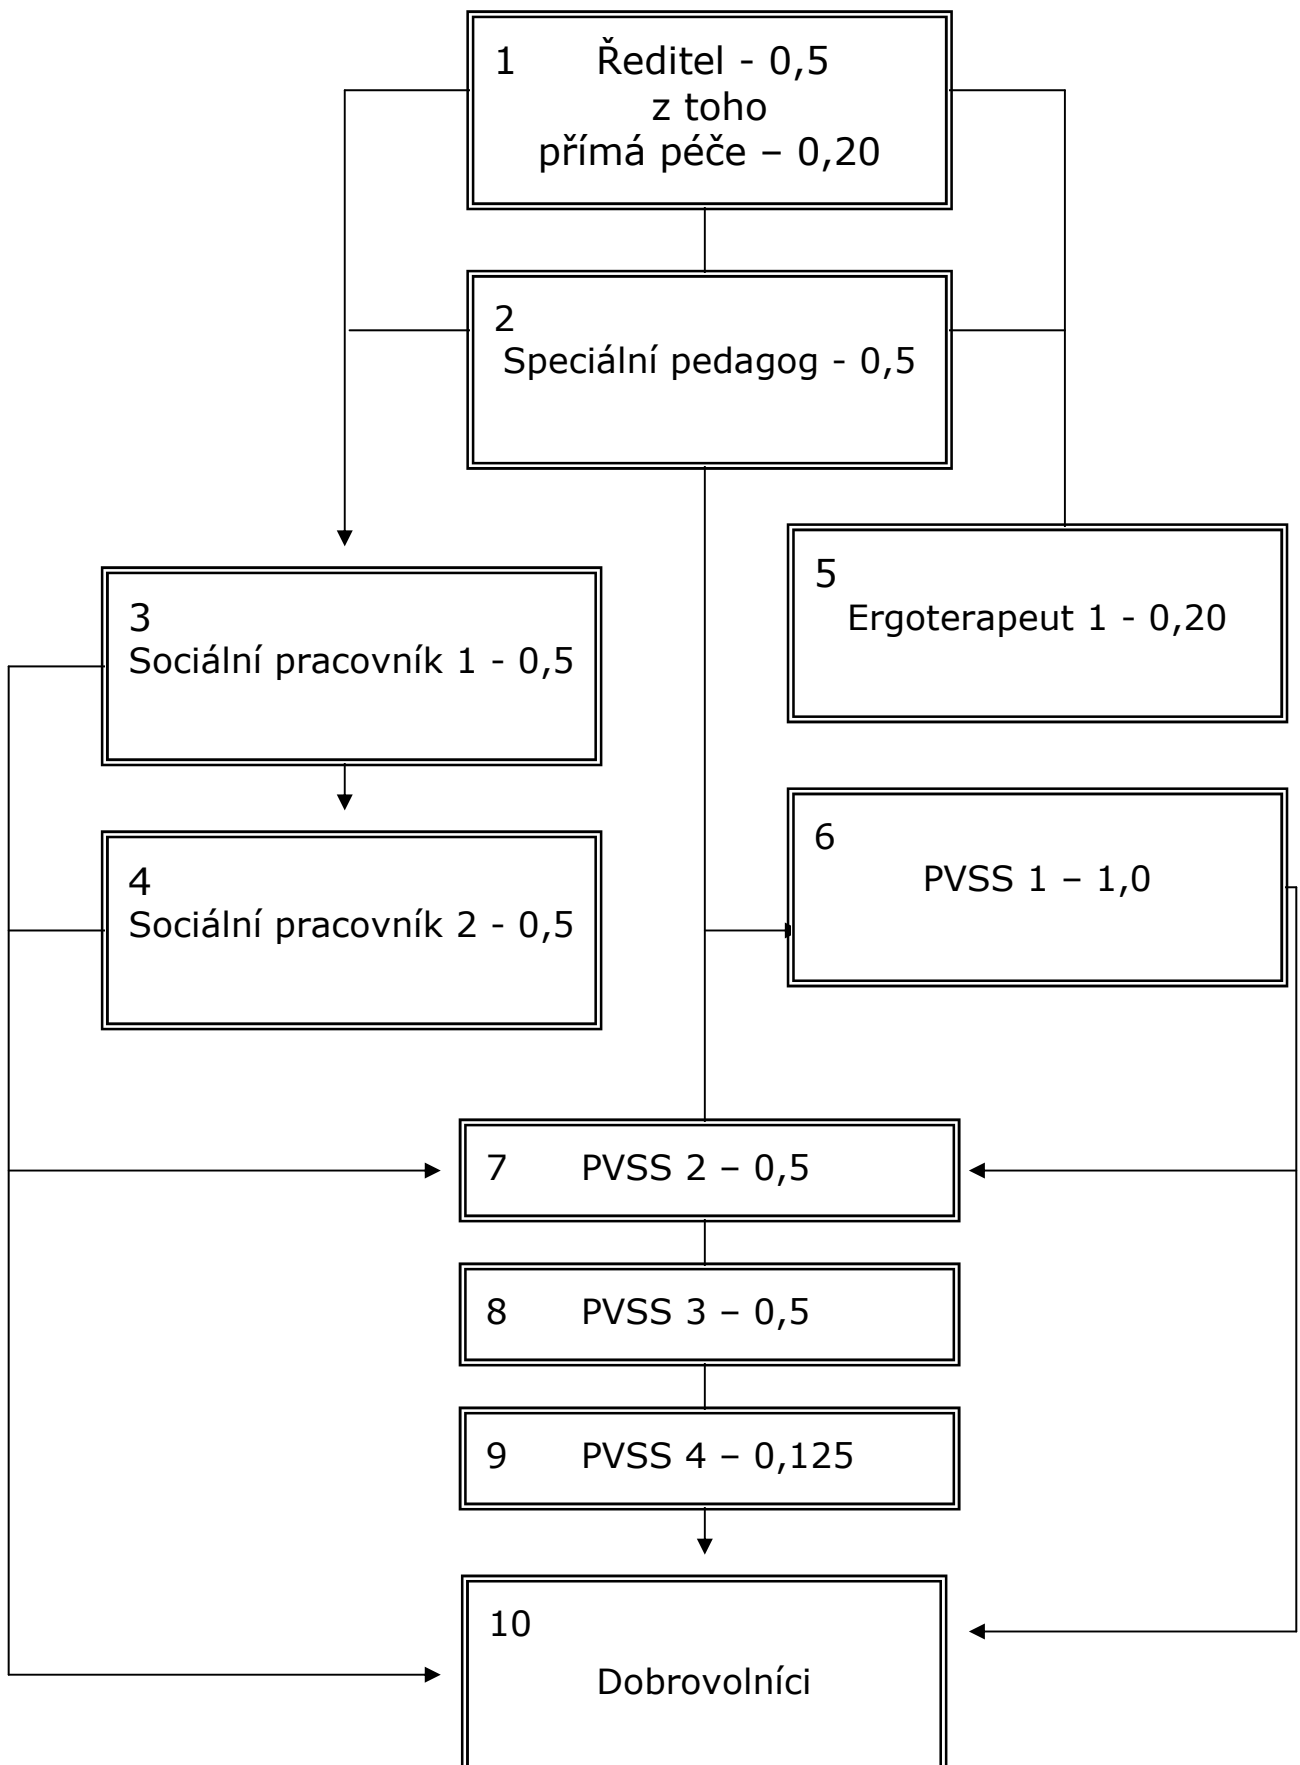 1 Ředitel - 0,5
z toho
přímá péče – 0,20
2
Speciální pedagog - 0,5
3
Sociální pracovník 1 - 0,5
5
Ergoterapeut 1 - 0,20
4
Sociální pracovník 2 - 0,5
6
PVSS 1 – 1,0
7 PVSS 2 – 0,5
8 PVSS 3 – 0,5
9 PVSS 4 – 0,125
10
Dobrovolníci